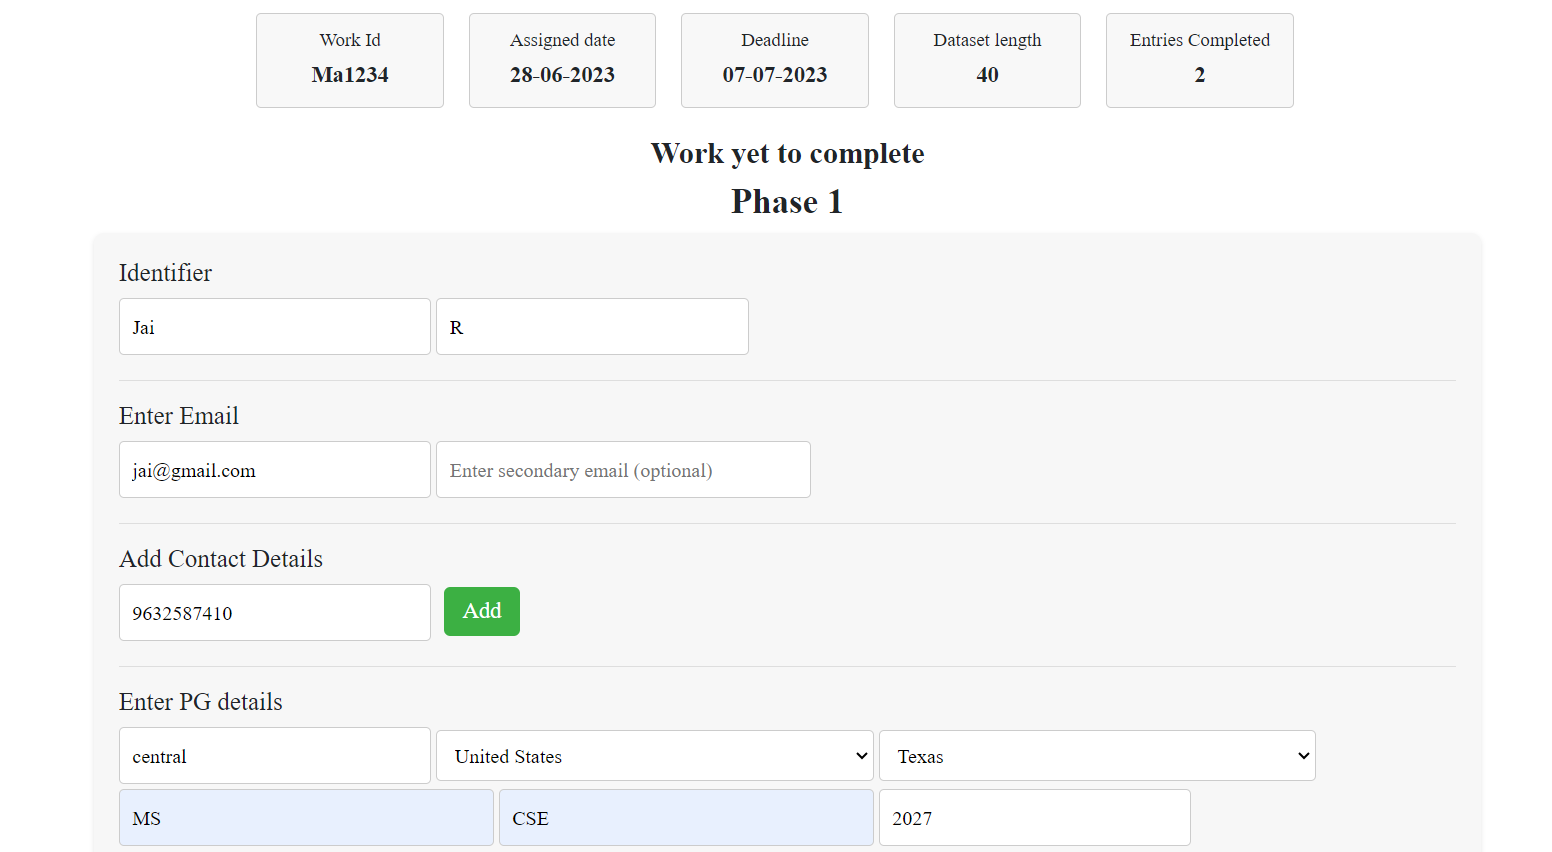 Work Id
Ma1234
Assigned date
28-06-2023
Deadline
07-07-2023
Dataset length
40
Entries Completed
2
Work yet to complete
Phase 1
Identifier
Jai R
Enter Email
jai@gmail.com Enter secondary email (optional)
Add Contact Details
9632587410 Add
Enter PG details
central United States Texas
MS CSE 2027